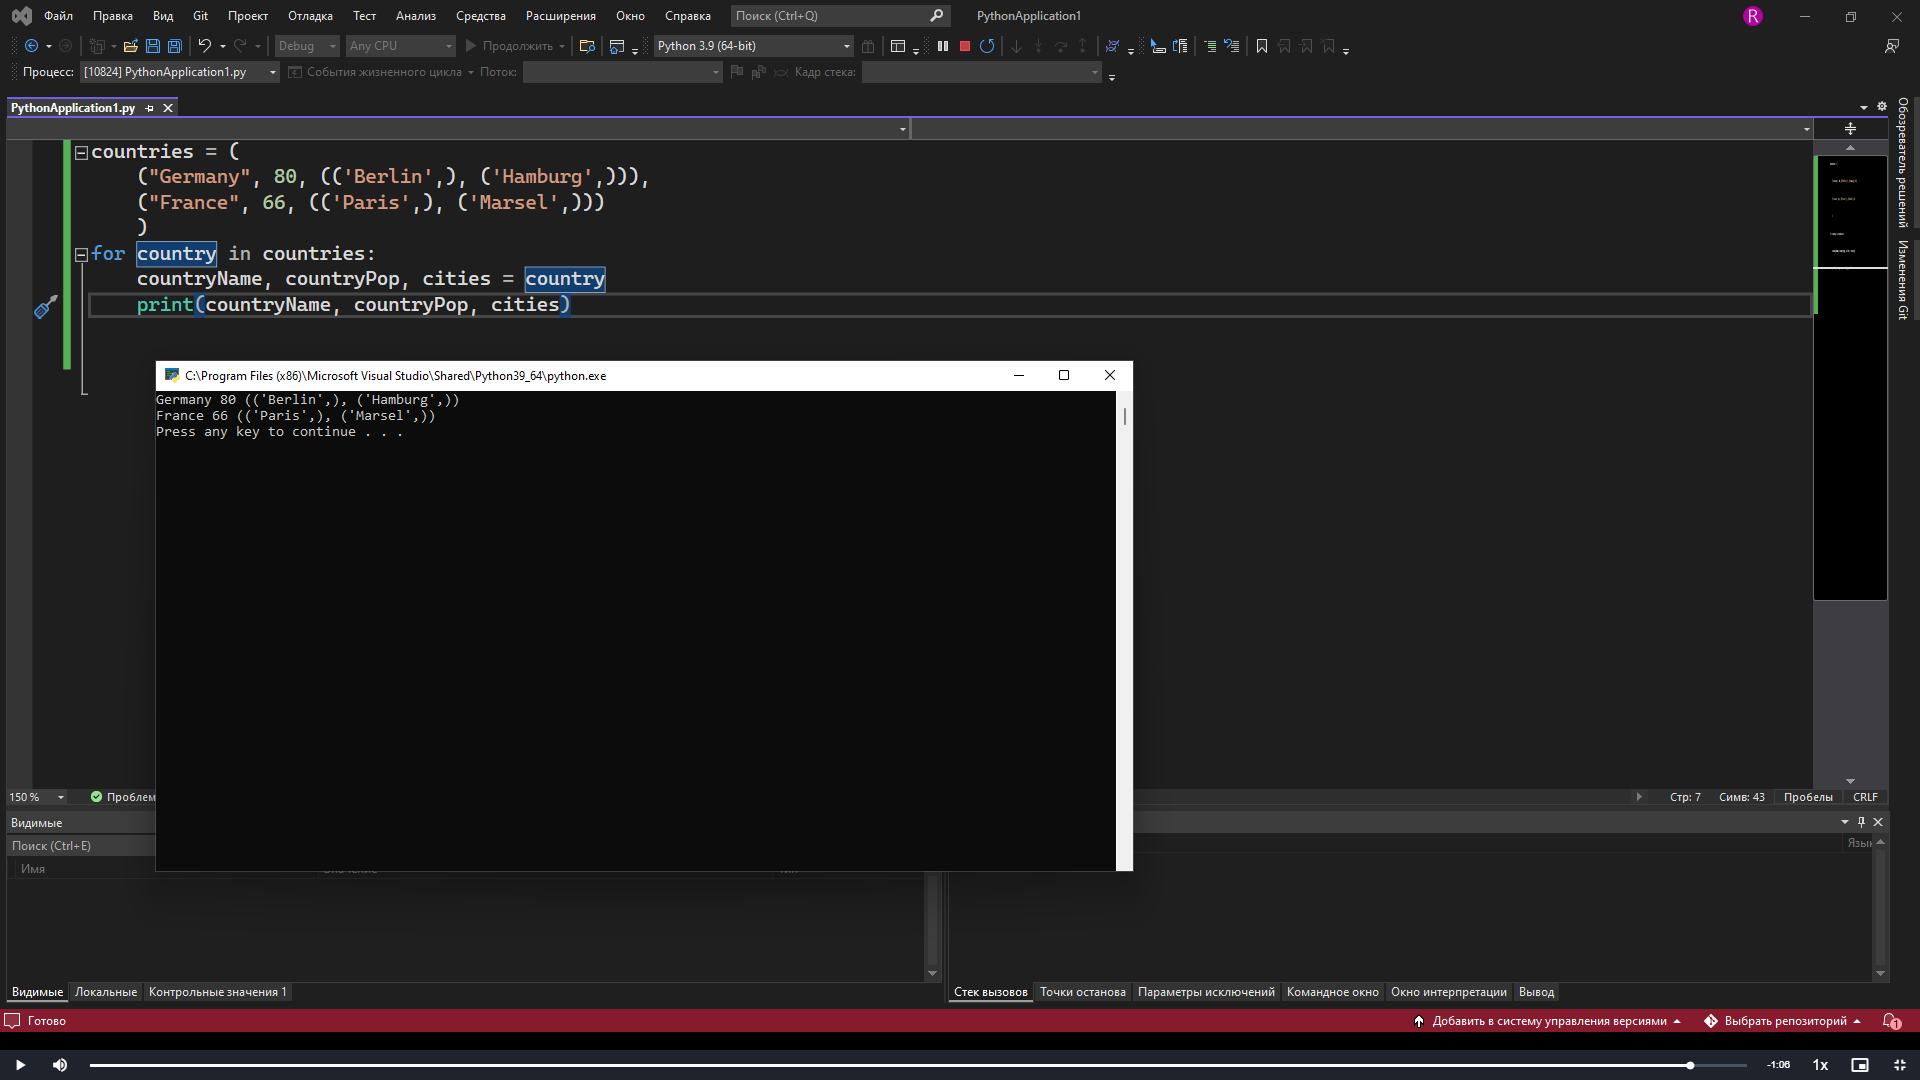 Файл Правка Вид Git Проект Отладка Тест Анализ Средства Расширения Окно Справка Поиск (Ctrl+Q) PythonApplication1 R
Debug Any CPU Продолжить Python 3.9 (64-bit)
Процесс: [10824] PythonApplication1.py События жизненного цикла Поток: Кадр стека:
PythonApplication1.py
countries = (
("Germany", 80, (('Berlin',), ('Hamburg',))),
("France", 66, (('Paris',), ('Marsel',)))
)
for country in countries:
countryName, countryPop, cities = country
print(countryName, countryPop, cities)
Обозреватель решений
Изменения Git
C:\Program Files (x86)\Microsoft Visual Studio\Shared\Python39_64\python.exe
Germany 80 (('Berlin',), ('Hamburg',))
France 66 (('Paris',), ('Marsel',))
Press any key to continue . . .
150 % Проблем Стр: 7 Симв: 43 Пробелы CRLF
Видимые
Поиск (Ctrl+E)
Язык
Имя
Видимые Локальные Контрольные значения 1
Стек вызовов Точки останова Параметры исключений Командное окно Окно интерпретации Вывод
Готово Добавить в систему управления версиями Выбрать репозиторий 1
-1:06 1x